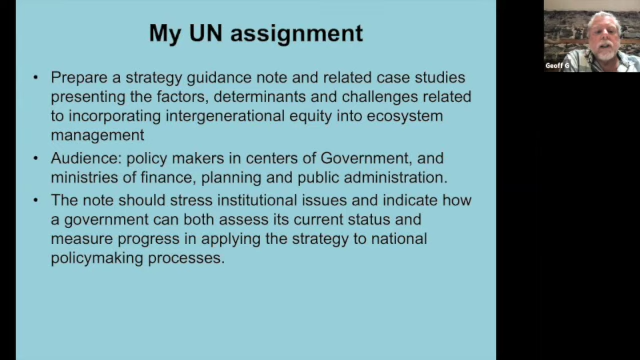 My UN assignment
• Prepare a strategy guidance note and related case studies
presenting the factors, determinants and challenges related
to incorporating intergenerational equity into ecosystem
management
• Audience: policy makers in centers of Government, and
ministries of finance, planning and public administration.
• The note should stress institutional issues and indicate how
a government can both assess its current status and
measure progress in applying the strategy to national
policymaking processes.
Geoff G